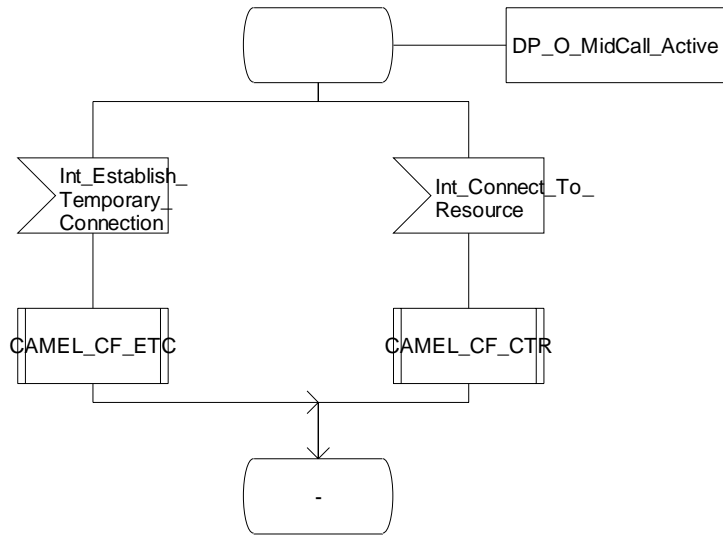 DP_O_MidCall_Active
Int_Establish_
Temporary_
Connection
Int_Connect_To_
Resource
CAMEL_CF_ETC
CAMEL_CF_CTR
-